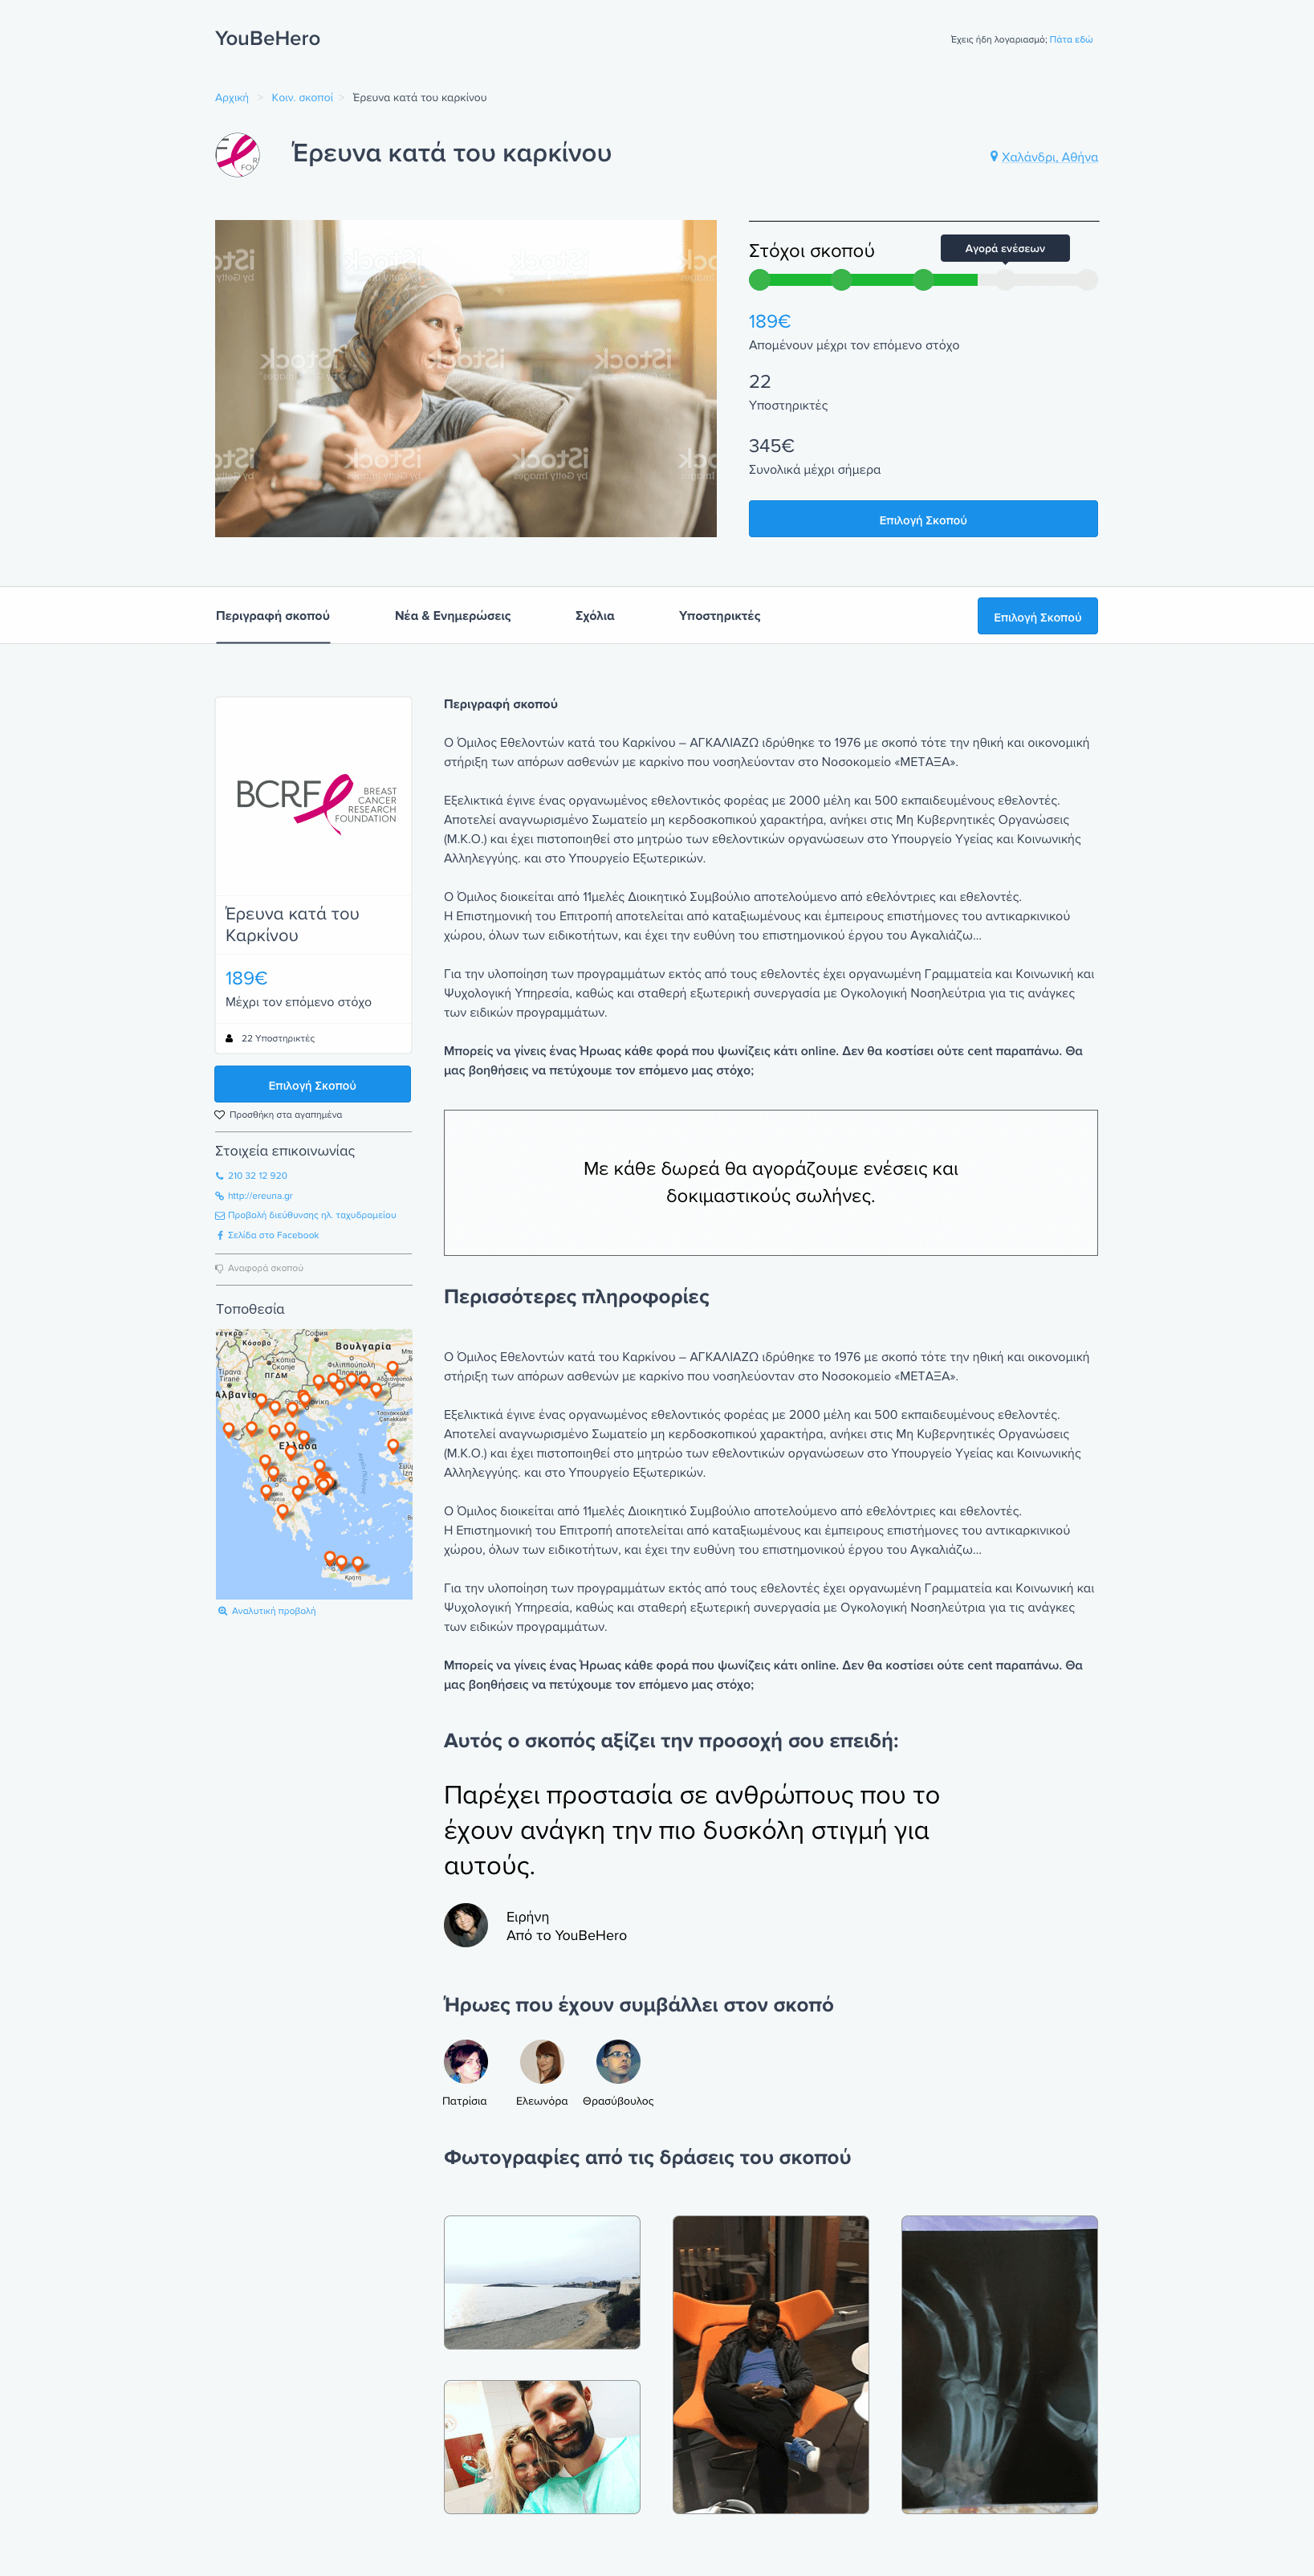 YouBeHero
Έχεις ήδη λογαριασμό; Πάτα εδώ
Αρχική > Κοιν. σκοποί > Έρευνα κατά του καρκίνου
Έρευνα κατά του καρκίνου
Χαλάνδρι, Αθήνα
Στόχοι σκοπού
Αγορά ενέσεων
189€
Απομένουν μέχρι τον επόμενο στόχο
22
Υποστηρικτές
345€
Συνολικά μέχρι σήμερα
Επιλογή Σκοπού
iStock
by Getty Images
Περιγραφή σκοπού
Νέα & Ενημερώσεις
Σχόλια
Υποστηρικτές
Επιλογή Σκοπού
BCRF
BREAST
CANCER
RESEARCH
FOUNDATION
Έρευνα κατά του
Καρκίνου
189€
Μέχρι τον επόμενο στόχο
22 Υποστηρικτές
Επιλογή Σκοπού
Προσθήκη στα αγαπημένα
Στοιχεία επικοινωνίας
210 32 12 920
http://ereuna.gr
Προβολή διεύθυνσης ηλ. ταχυδρομείου
Σελίδα στο Facebook
Αναφορά σκοπού
Τοποθεσία
Κόσοβο
София
Βουλγαρία
Σκόπια
Скопје
ΠΓΔΜ
Φιλιππούπολη
Пловдив
Τίρανα
Tiranë
Αλβανία
Ελλάδα
Çanakkale
Κρήτη
Αναλυτική προβολή
Περιγραφή σκοπού
Ο Όμιλος Εθελοντών κατά του Καρκίνου – ΑΓΚΑΛΙΑΖΩ ιδρύθηκε το 1976 με σκοπό τότε την ηθική και οικονομική
στήριξη των απόρων ασθενών με καρκίνο που νοσηλεύονταν στο Νοσοκομείο «ΜΕΤΑΞΑ».
Εξελικτικά έγινε ένας οργανωμένος εθελοντικός φορέας με 2000 μέλη και 500 εκπαιδευμένους εθελοντές.
Αποτελεί αναγνωρισμένο Σωματείο μη κερδοσκοπικού χαρακτήρα, ανήκει στις Μη Κυβερνητικές Οργανώσεις
(Μ.Κ.Ο.) και έχει πιστοποιηθεί στο μητρώο των εθελοντικών οργανώσεων στο Υπουργείο Υγείας και Κοινωνικής
Αλληλεγγύης. και στο Υπουργείο Εξωτερικών.
Ο Όμιλος διοικείται από 11μελές Διοικητικό Συμβούλιο αποτελούμενο από εθελόντριες και εθελοντές.
Η Επιστημονική του Επιτροπή αποτελείται από καταξιωμένους και έμπειρους επιστήμονες του αντικαρκινικού
χώρου, όλων των ειδικοτήτων, και έχει την ευθύνη του επιστημονικού έργου του Αγκαλιάζω...
Για την υλοποίηση των προγραμμάτων εκτός από τους εθελοντές έχει οργανωμένη Γραμματεία και Κοινωνική και
Ψυχολογική Υπηρεσία, καθώς και σταθερή εξωτερική συνεργασία με Ογκολογική Νοσηλεύτρια για τις ανάγκες
των ειδικών προγραμμάτων.
Μπορείς να γίνεις ένας Ήρωας κάθε φορά που ψωνίζεις κάτι online. Δεν θα κοστίσει ούτε cent παραπάνω. Θα
μας βοηθήσεις να πετύχουμε τον επόμενο μας στόχο;
Με κάθε δωρεά θα αγοράζουμε ενέσεις και
δοκιμαστικούς σωλήνες.
Περισσότερες πληροφορίες
Ο Όμιλος Εθελοντών κατά του Καρκίνου – ΑΓΚΑΛΙΑΖΩ ιδρύθηκε το 1976 με σκοπό τότε την ηθική και οικονομική
στήριξη των απόρων ασθενών με καρκίνο που νοσηλεύονταν στο Νοσοκομείο «ΜΕΤΑΞΑ».
Εξελικτικά έγινε ένας οργανωμένος εθελοντικός φορέας με 2000 μέλη και 500 εκπαιδευμένους εθελοντές.
Αποτελεί αναγνωρισμένο Σωματείο μη κερδοσκοπικού χαρακτήρα, ανήκει στις Μη Κυβερνητικές Οργανώσεις
(Μ.Κ.Ο.) και έχει πιστοποιηθεί στο μητρώο των εθελοντικών οργανώσεων στο Υπουργείο Υγείας και Κοινωνικής
Αλληλεγγύης. και στο Υπουργείο Εξωτερικών.
Ο Όμιλος διοικείται από 11μελές Διοικητικό Συμβούλιο αποτελούμενο από εθελόντριες και εθελοντές.
Η Επιστημονική του Επιτροπή αποτελείται από καταξιωμένους και έμπειρους επιστήμονες του αντικαρκινικού
χώρου, όλων των ειδικοτήτων, και έχει την ευθύνη του επιστημονικού έργου του Αγκαλιάζω...
Για την υλοποίηση των προγραμμάτων εκτός από τους εθελοντές έχει οργανωμένη Γραμματεία και Κοινωνική και
Ψυχολογική Υπηρεσία, καθώς και σταθερή εξωτερική συνεργασία με Ογκολογική Νοσηλεύτρια για τις ανάγκες
των ειδικών προγραμμάτων.
Μπορείς να γίνεις ένας Ήρωας κάθε φορά που ψωνίζεις κάτι online. Δεν θα κοστίσει ούτε cent παραπάνω. Θα
μας βοηθήσεις να πετύχουμε τον επόμενο μας στόχο;
Αυτός ο σκοπός αξίζει την προσοχή σου επειδή:
Παρέχει προστασία σε ανθρώπους που το
έχουν ανάγκη την πιο δυσκόλη στιγμή για
αυτούς.
Ειρήνη
Από το YouBeHero
Ήρωες που έχουν συμβάλλει στον σκοπό
Πατρίσια
Ελεωνόρα
Θρασύβουλος
Φωτογραφίες από τις δράσεις του σκοπού